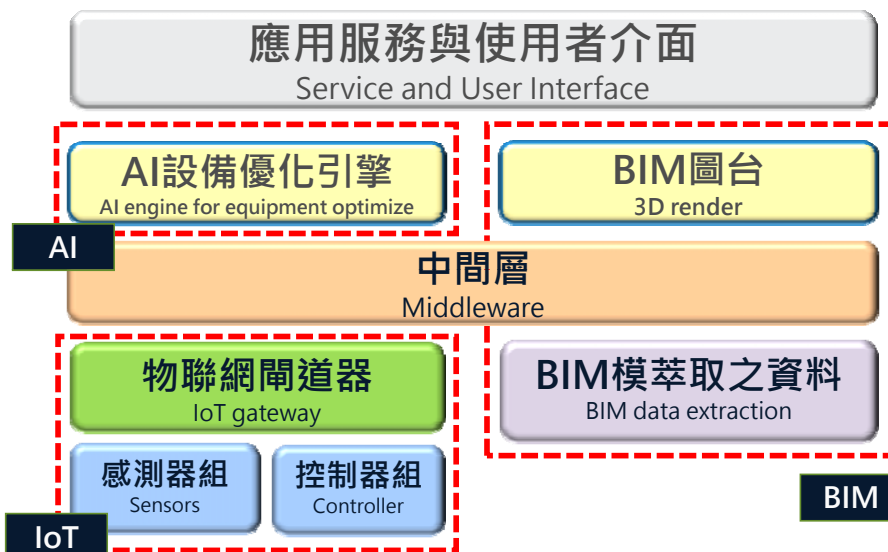 應用服務與使用者介面
Service and User Interface
AI設備優化引擎
AI engine for equipment optimize
BIM圖台
3D render
AI
中間層
Middleware
物聯網閘道器
IoT gateway
BIM模萃取之資料
BIM data extraction
感測器組
Sensors
控制器組
Controller
BIM
IoT